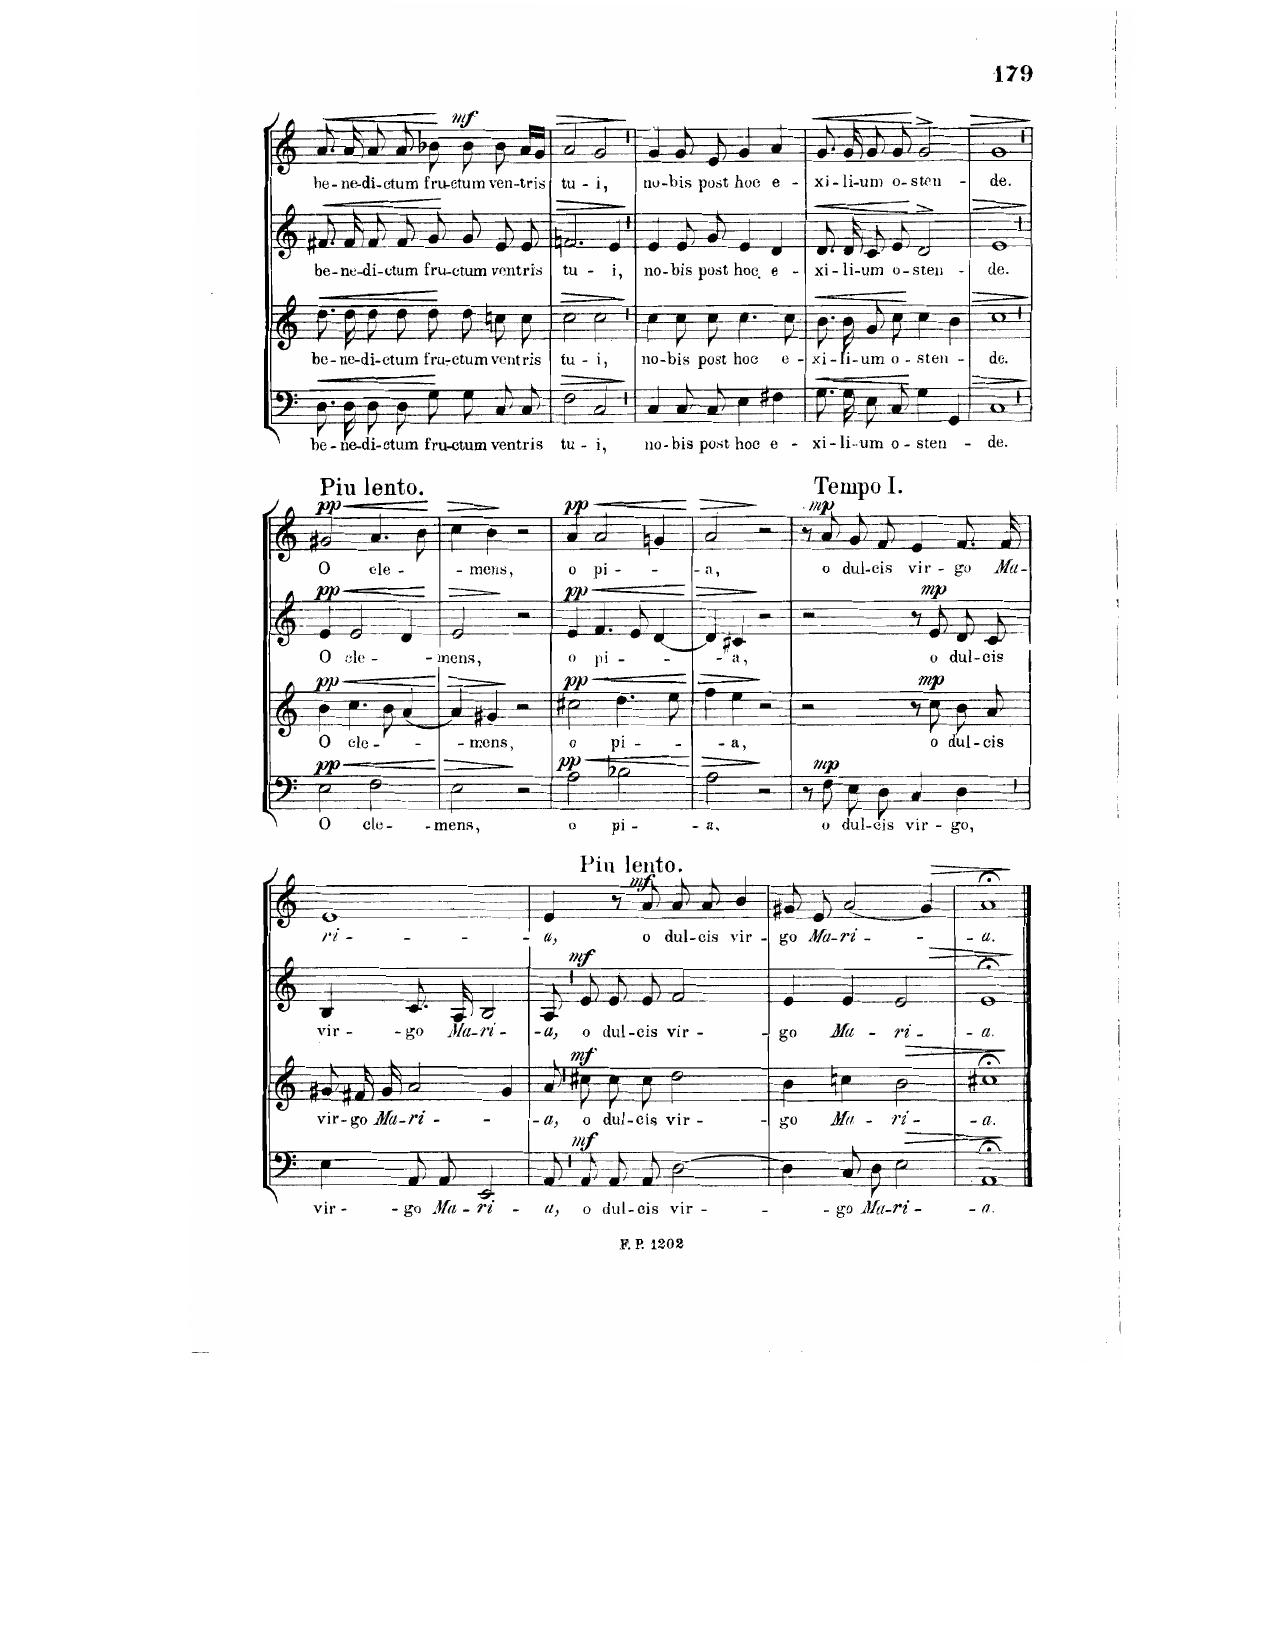 179
mf
be-ne-di-ctum fru-ctum ven-tris tu-i, no-bis post hoc e-xi-li-um o-sten-de.
be-ne-di-ctum fru-ctum ventris tu-i, no-bis post hoc e-xi-li-um o-sten-de.
be-ne-di-ctum fru-ctum ventris tu-i, no-bis post hoc e-xi-li-um o-sten-de.
be-ne-di-ctum fru-ctum ventris tu-i, no-bis post hoc e-xi-li-um o-sten-de.
Piu lento. Tempo I.
pp pp mp
O cle--mens, o pi--a, o dul-cis vir-go Ma-
pp pp mp
O cle--mens, o pi--a, o dul-cis
pp pp mp
O cle--mens, o pi--a, o dul-cis
pp pp mp
O cle--mens, o pi--a, o dul-cis vir-go,
Piu lento.
mf
ri--a, o dul-cis vir-go Ma-ri--a.
mf
vir--go Ma-ri--a, o dul-cis vir--go Ma-ri--a.
mf
vir-go Ma-ri--a, o dul-cis vir--go Ma-ri--a.
mf
vir--go Ma-ri-a, o dul-cis vir--go Ma-ri--a.
F. P. 1202